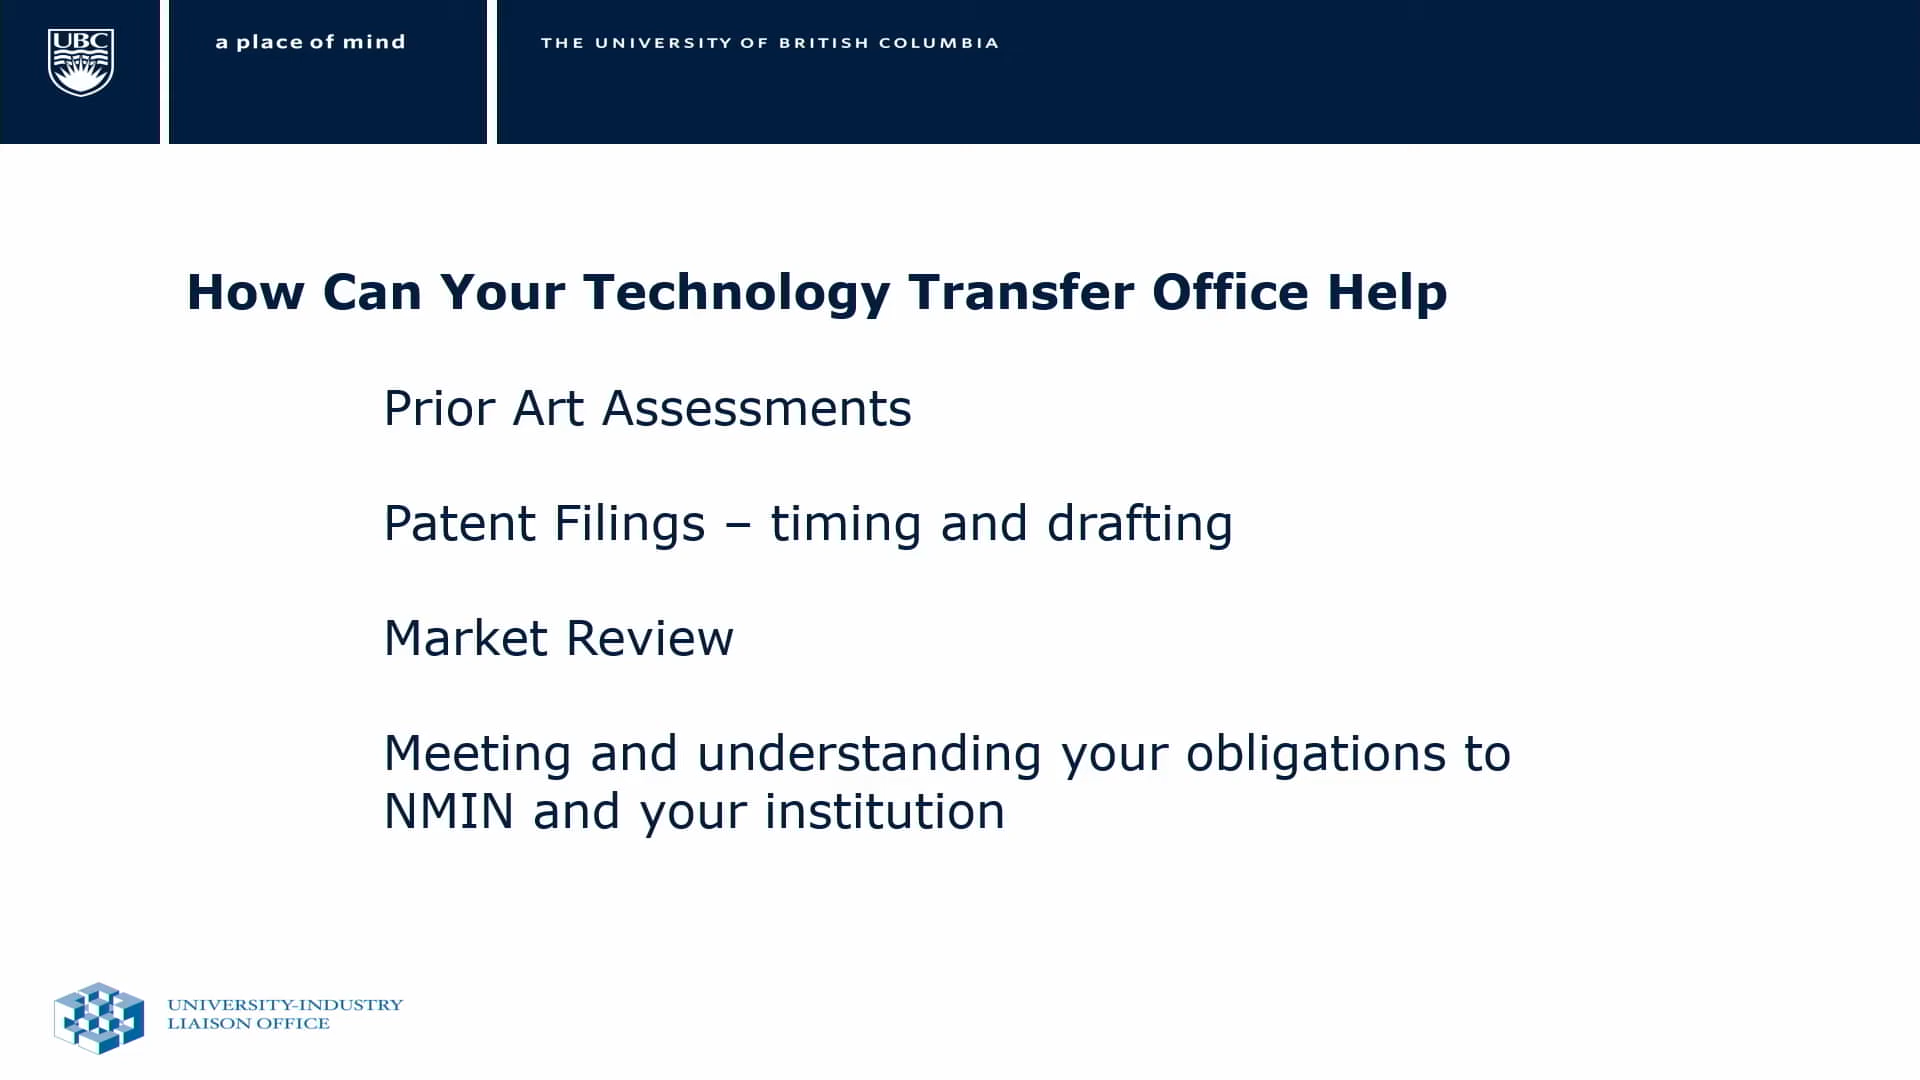 UBC
a place of mind
THE UNIVERSITY OF BRITISH COLUMBIA
How Can Your Technology Transfer Office Help
Prior Art Assessments
Patent Filings – timing and drafting
Market Review
Meeting and understanding your obligations to
NMIN and your institution
UNIVERSITY-INDUSTRY
LIAISON OFFICE